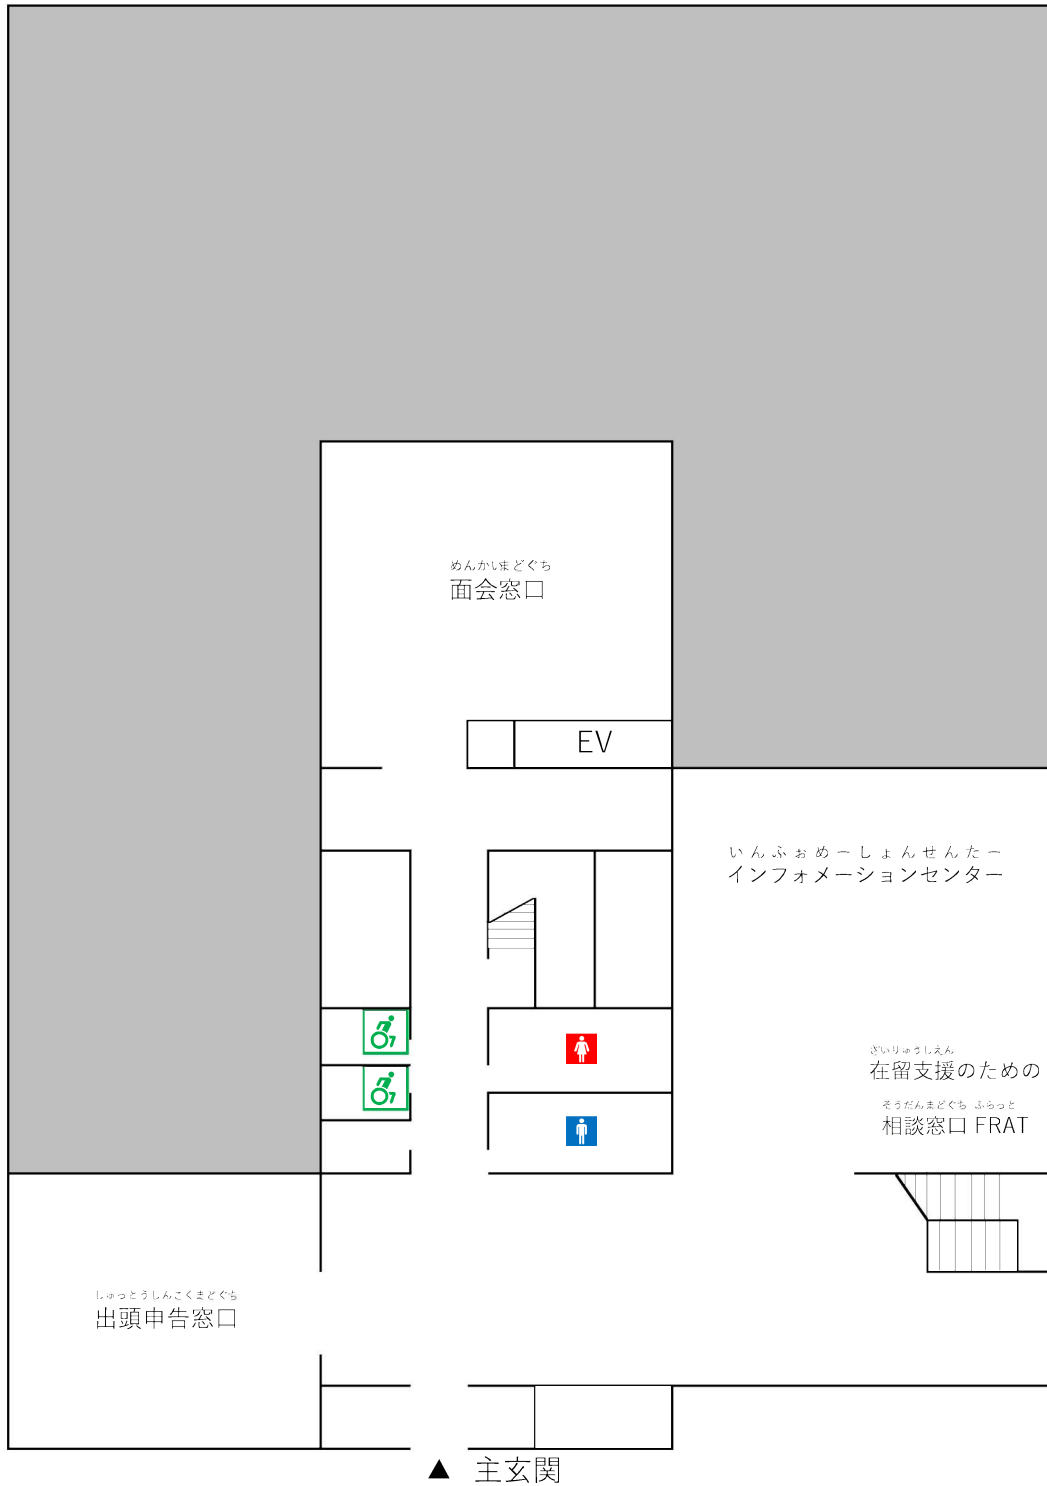 めんかいまどぐち
面会窓口
EV
いんふぉめーしょんせんたー
インフォメーションセンター
ざいりゅうしえん
在留支援のための
そうだんまどぐち ふらっと
相談窓口 FRAT
しゅっとうしんこくまどぐち
出頭申告窓口
▲ 主玄関